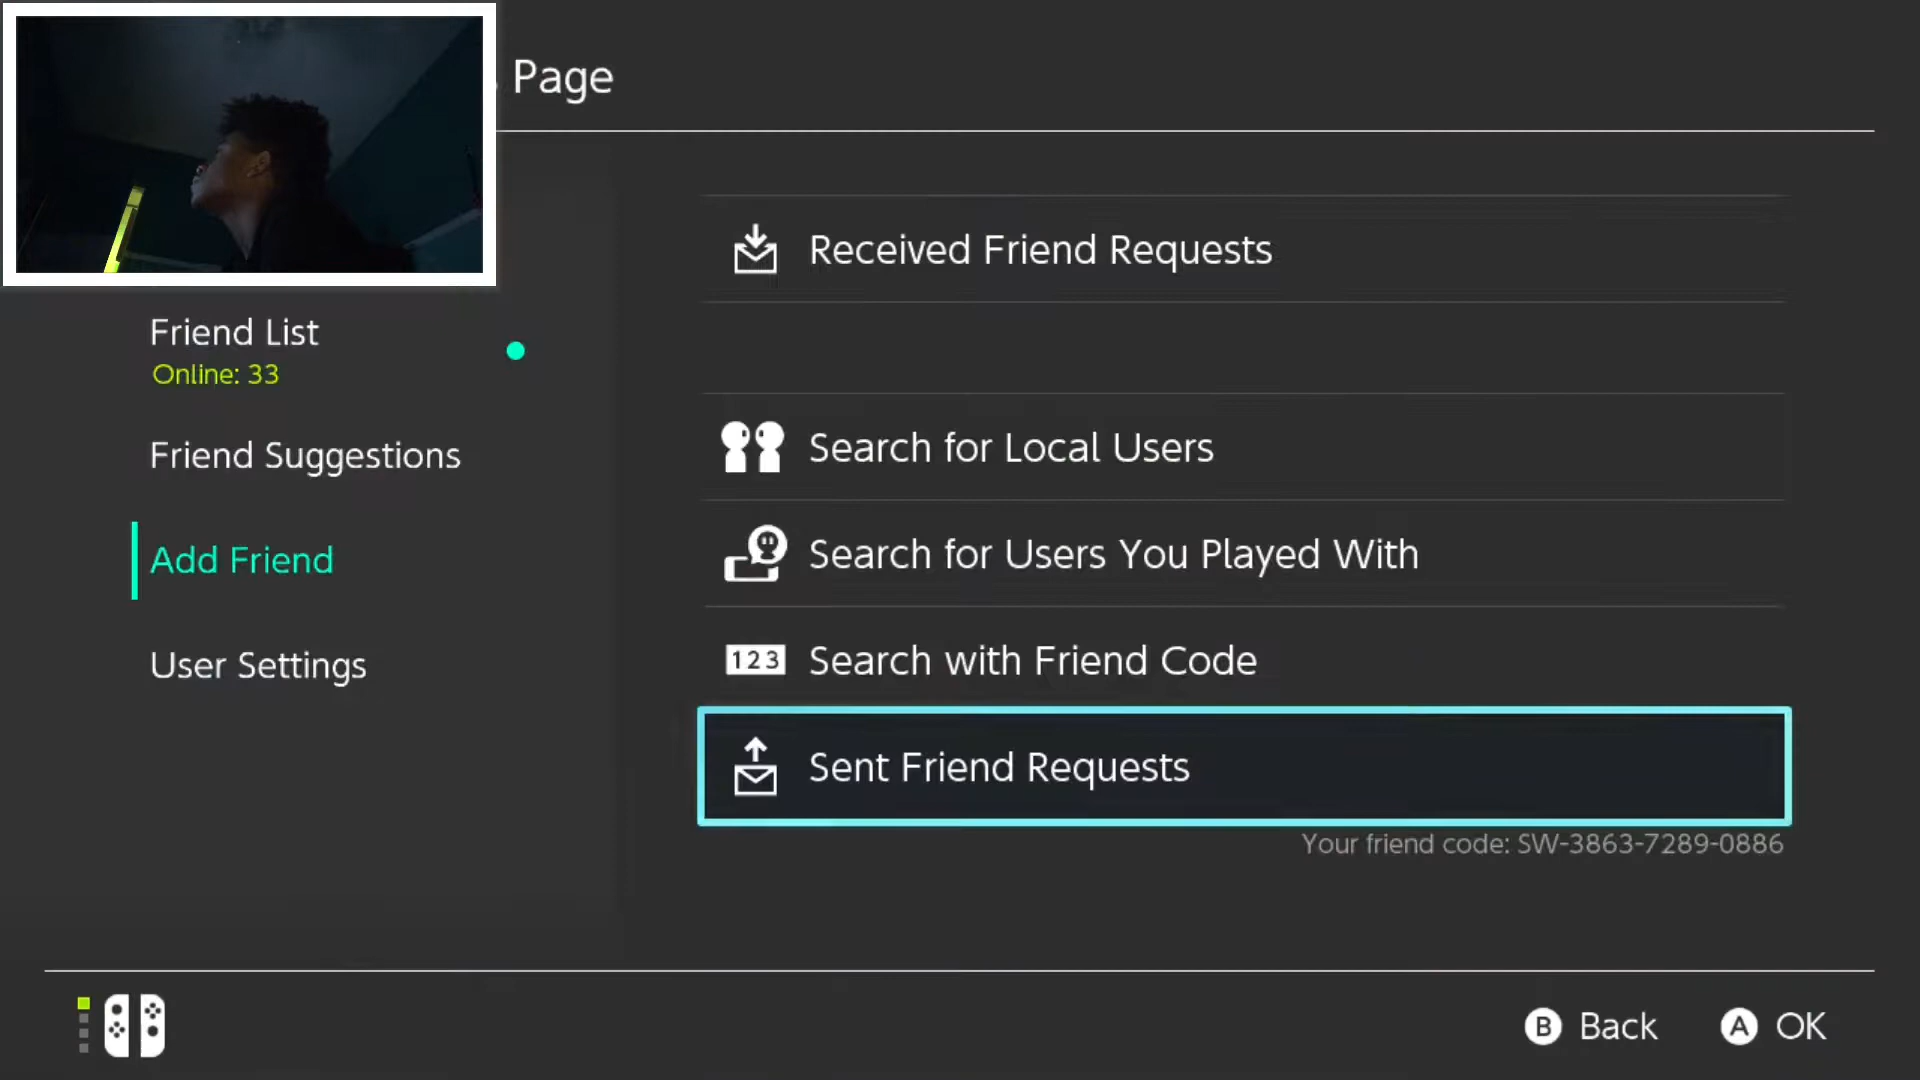 Page
Friend List
Online: 33
Friend Suggestions
Add Friend
User Settings
Received Friend Requests
Search for Local Users
Search for Users You Played With
123 Search with Friend Code
Sent Friend Requests
Your friend code: SW-3863-7289-0886
B Back A OK